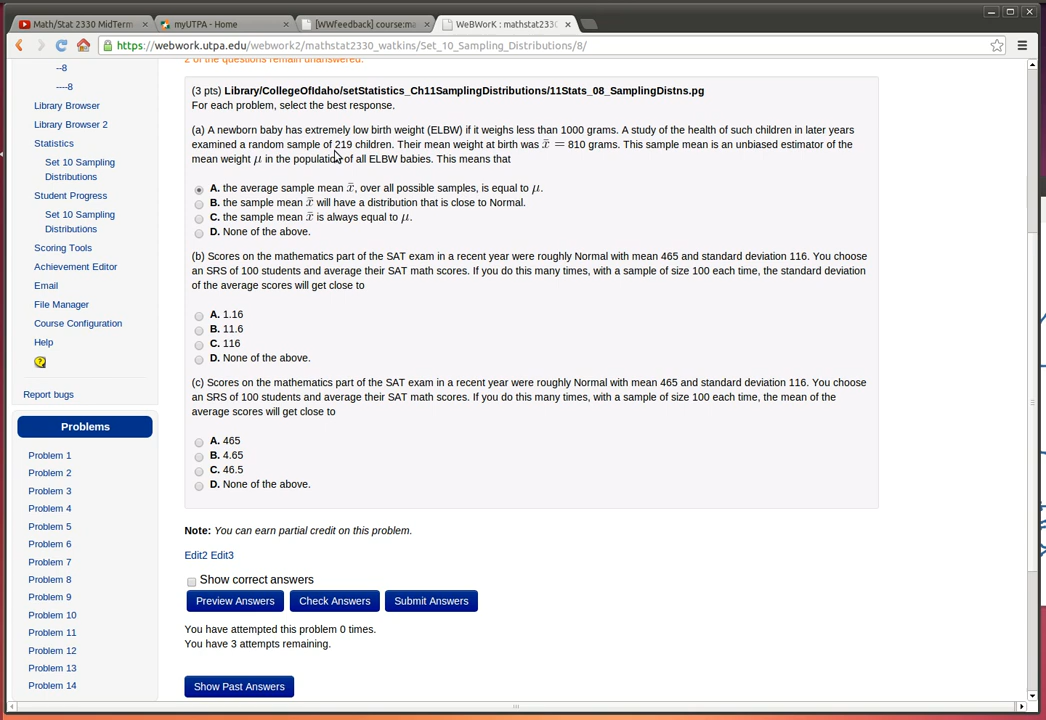 Math/Stat 2330 MidTerm
myUTPA - Home
[WWfeedback] course:ma
WeBWorK : mathstat233
https://webwork.utpa.edu/webwork2/mathstat2330_watkins/Set_10_Sampling_Distributions/8/
--8
----8
Library Browser
Library Browser 2
Statistics
Set 10 Sampling
Distributions
Student Progress
Set 10 Sampling
Distributions
Scoring Tools
Achievement Editor
Email
File Manager
Course Configuration
Help
?
Report bugs
Problems
Problem 1
Problem 2
Problem 3
Problem 4
Problem 5
Problem 6
Problem 7
Problem 8
Problem 9
Problem 10
Problem 11
Problem 12
Problem 13
Problem 14
2 of the questions remain unanswered.
(3 pts) Library/CollegeOfIdaho/setStatistics_Ch11SamplingDistributions/11Stats_08_SamplingDistns.pg
For each problem, select the best response.
(a) A newborn baby has extremely low birth weight (ELBW) if it weighs less than 1000 grams. A study of the health of such children in later years
examined a random sample of 219 children. Their mean weight at birth was x̄ = 810 grams. This sample mean is an unbiased estimator of the
mean weight μ in the population of all ELBW babies. This means that
A. the average sample mean x̄, over all possible samples, is equal to μ.
B. the sample mean x̄ will have a distribution that is close to Normal.
C. the sample mean x̄ is always equal to μ.
D. None of the above.
(b) Scores on the mathematics part of the SAT exam in a recent year were roughly Normal with mean 465 and standard deviation 116. You choose
an SRS of 100 students and average their SAT math scores. If you do this many times, with a sample of size 100 each time, the standard deviation
of the average scores will get close to
A. 1.16
B. 11.6
C. 116
D. None of the above.
(c) Scores on the mathematics part of the SAT exam in a recent year were roughly Normal with mean 465 and standard deviation 116. You choose
an SRS of 100 students and average their SAT math scores. If you do this many times, with a sample of size 100 each time, the mean of the
average scores will get close to
A. 465
B. 4.65
C. 46.5
D. None of the above.
Note: You can earn partial credit on this problem.
Edit2 Edit3
Show correct answers
Preview Answers Check Answers Submit Answers
You have attempted this problem 0 times.
You have 3 attempts remaining.
Show Past Answers